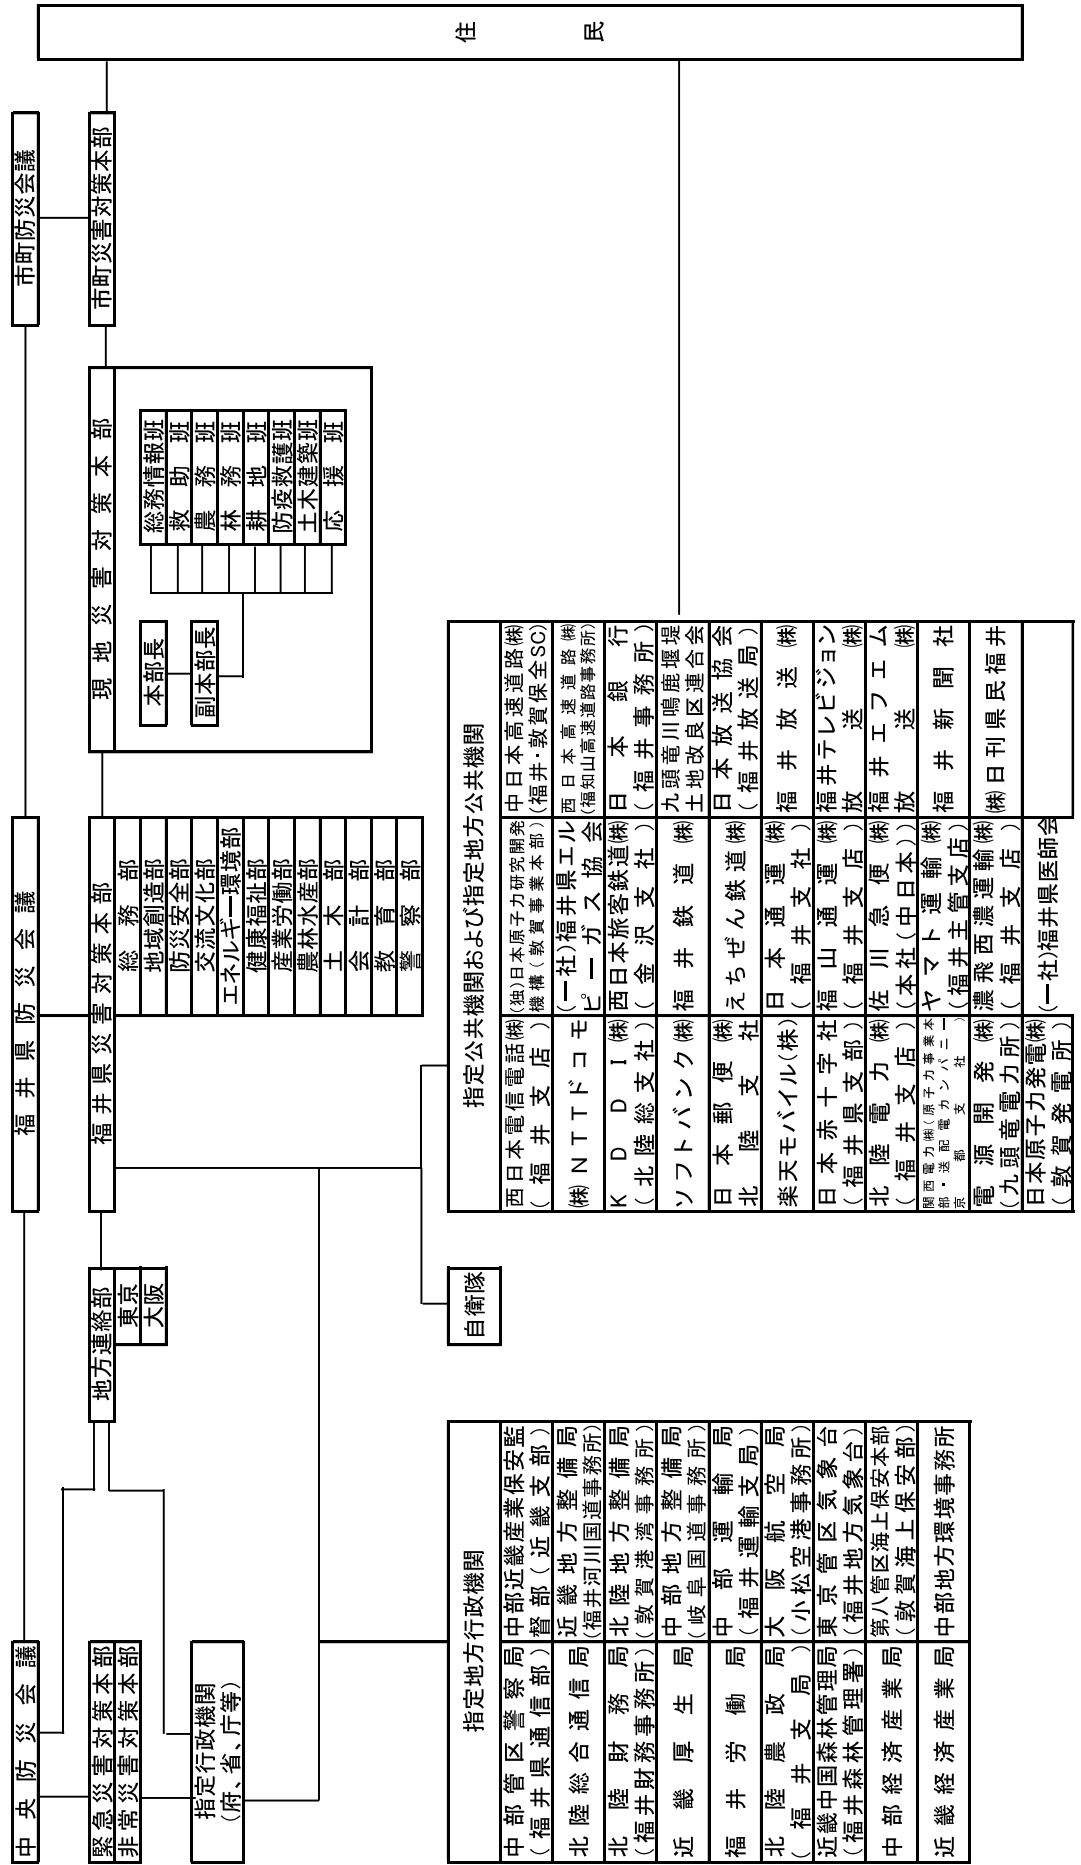 中央防災会議
福井県防災会議
市町防災会議
緊急災害対策本部
非常災害対策本部
地方連絡部
東京
大阪
福井県災害対策本部
総務部
地域創造部
防災安全部
交流文化部
エネルギー環境部
健康福祉部
産業労働部
農林水産部
土木部
会計部
教育部
警察部
現地災害対策本部
本部長
副本部長
総務情報班
救助班
農務班
林務班
耕地班
防疫救護班
土木建築班
応援班
市町災害対策本部
住民
指定行政機関
(府、省、庁等)
自衛隊
指定地方行政機関
中部管区警察局
(福井県通信部)
北陸総合通信局
北陸財務局
(福井財務事務所)
近畿厚生局
福井労働局
北陸農政局
(福井支局)
近畿中国森林管理局
(福井森林管理署)
中部経済産業局
近畿経済産業局
中部近畿産業保安監
督部(近畿支部)
近畿地方整備局
(福井河川国道事務所)
北陸地方整備局
(敦賀港湾事務所)
中部地方整備局
(岐阜国道事務所)
中部運輸局
(福井運輸支局)
大阪航空局
(小松空港事務所)
東京管区気象台
(福井地方気象台)
第八管区海上保安本部
(敦賀海上保安部)
中部地方環境事務所
指定公共機関および指定地方公共機関
西日本電信電話㈱
(福井支店)
㈱NTTドコモ
KDDI㈱
(北陸総支社)
ソフトバンク㈱
日本郵便㈱
北陸支社
楽天モバイル(株)
日本赤十字社
(福井県支部)
北陸電力㈱
(福井支店)
関西電力㈱(原子力事業本
部・送配電カンパニー
京都支社)
電源開発㈱
(九頭竜電力所)
日本原子力発電㈱
(敦賀発電所)
(独)日本原子力研究開発
機構(敦賀事業本部)
(一社)福井県エル
ピーガス協会
西日本旅客鉄道㈱
(金沢支社)
福井鉄道㈱
えちぜん鉄道㈱
日本通運㈱
(福井支社)
福山通運㈱
(福井支店)
佐川急便㈱
(本社(中日本)
ヤマト運輸㈱
福井主管支店)
濃飛西濃運輸㈱
(福井支店)
(一社)福井県医師会
中日本高速道路㈱
(福井・敦賀保全SC)
西日本高速道路㈱
(福知山高速道路事務所)
日本銀行
(福井事務所)
九頭竜川鳴鹿堰堤
土地改良区連合会
日本放送協会
(福井放送局)
福井放送㈱
福井テレビジョン
放送㈱
福井エフエム
放送㈱
福井新聞社
㈱日刊県民福井